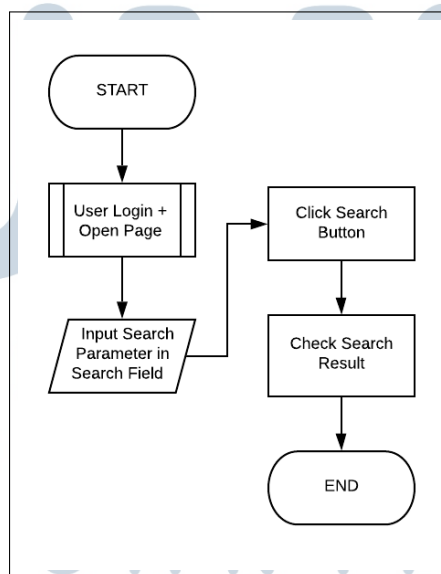 START
User Login +
Open Page
Input Search
Parameter in
Search Field
Click Search
Button
Check Search
Result
END